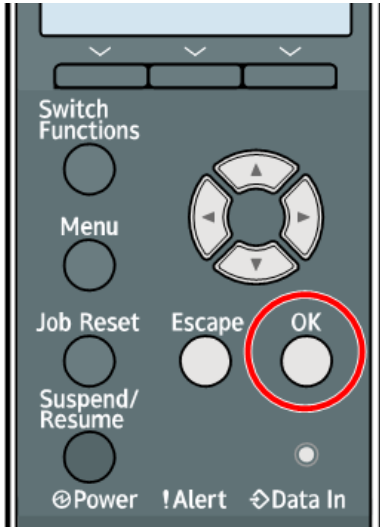 Switch
Functions
Menu
Job Reset
Escape
OK
Suspend/
Resume
Power
!Alert
Data In